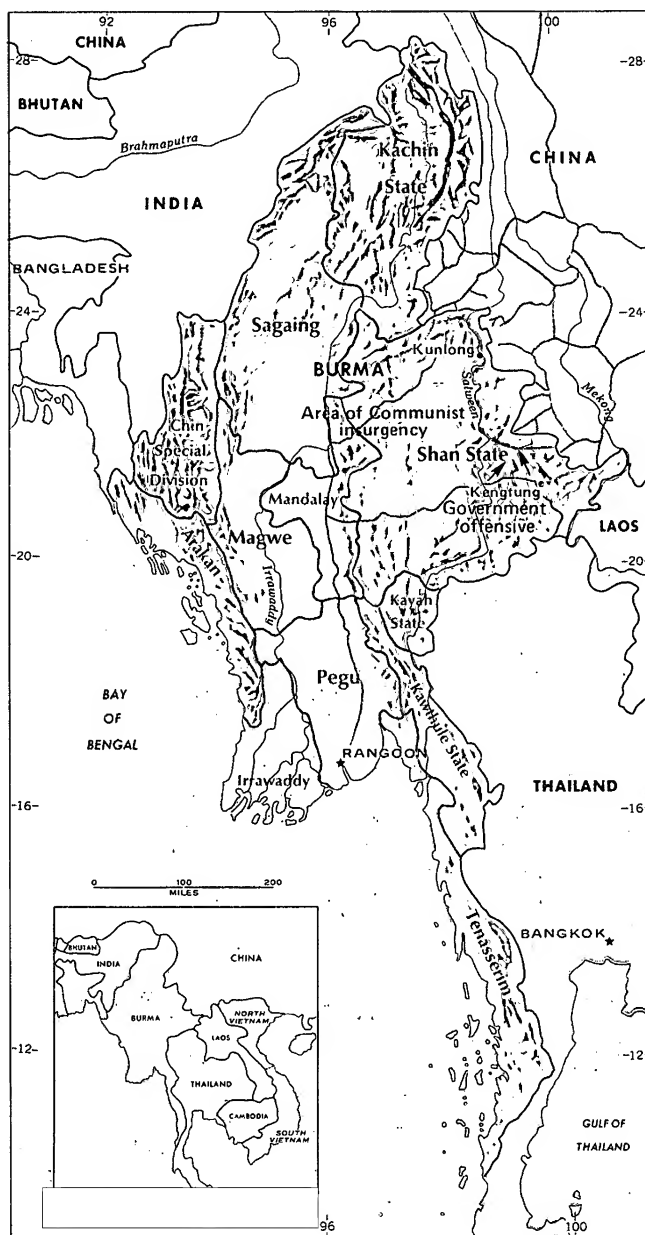 92
96
100
CHINA
28
-28-
BHUTAN
Brahmaputra
Kachin
State
CHINA
INDIA
BANGLADESH
-24-
-24-
Sagaing
Kunlong
BURMA
Salween
Mekong
Area of Communist
insurgency
Chin
Special
Division
Shan State
Mandalay
Kengtung
Government
offensive
Magwe
LAOS
Arakan
-20-
-20-
Irrawaddy
Kayah
State
Pegu
BAY
OF
BENGAL
Kawthule State
RANGOON
Irrawaddy
THAILAND
-16-
-16-
0 100 200
MILES
Tenasserim
BANGKOK
BHUTAN
INDIA
CHINA
BURMA
NORTH
VIETNAM
LAOS
THAILAND
CAMBODIA
SOUTH
VIETNAM
-12-
-12-
GULF OF
THAILAND
96
100